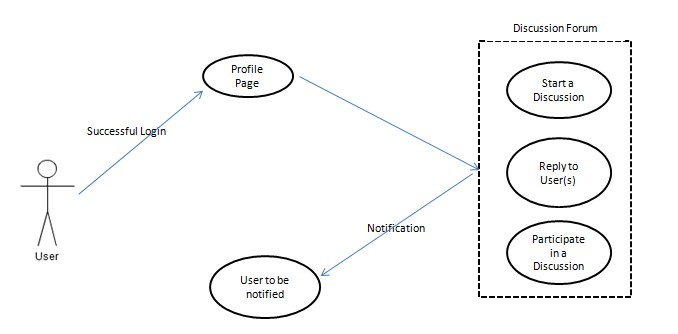 Discussion Forum
Profile
Page
Start a
Discussion
Successful Login
Reply to
User(s)
User
Notification
Participate
in a
Discussion
User to be
notified